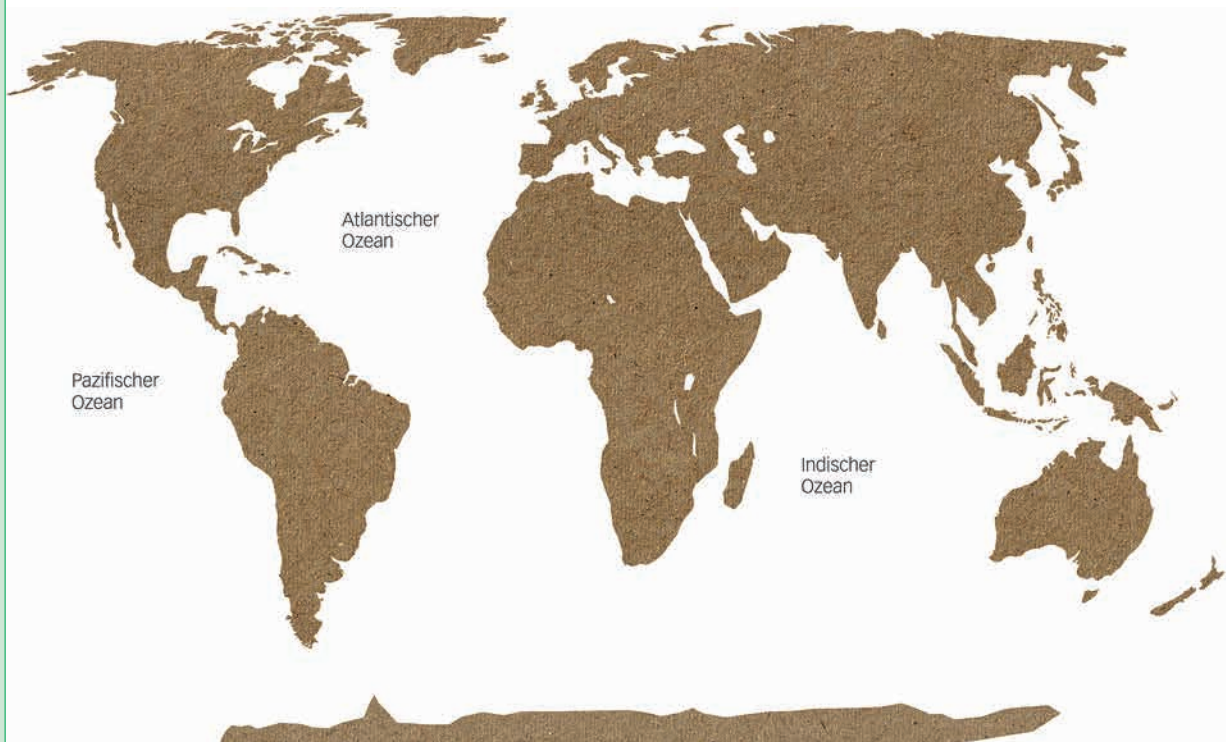 Atlantischer
Ozean
Pazifischer
Ozean
Indischer
Ozean